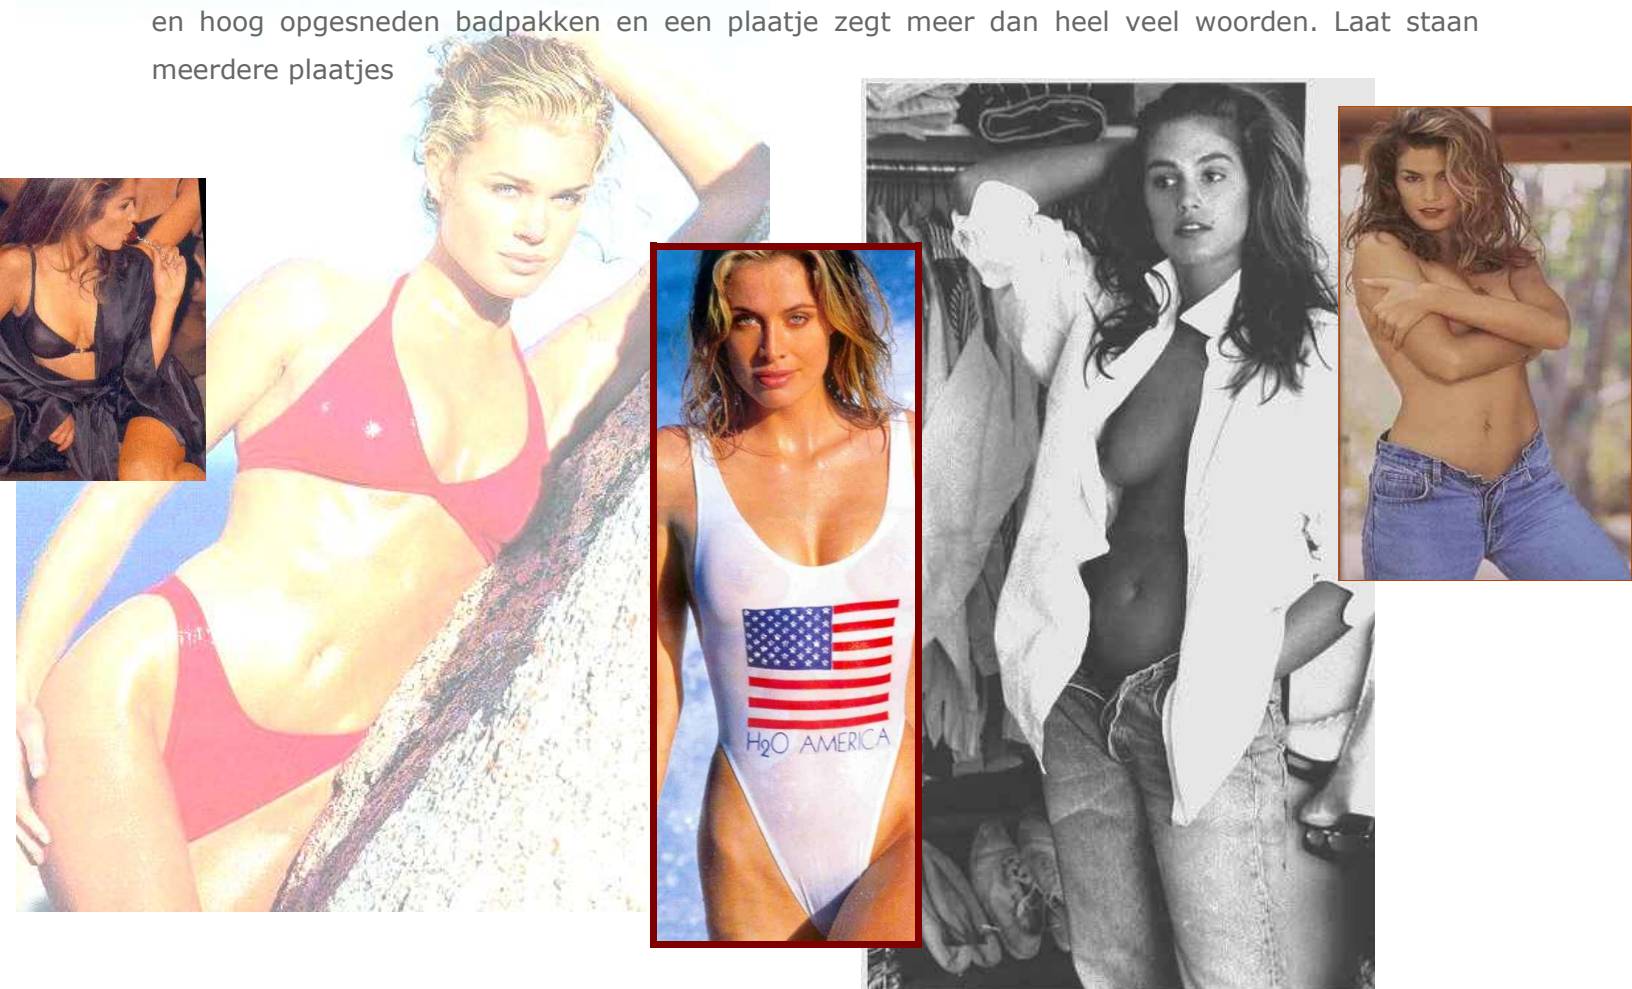 en hoog opgesneden badpakken en een plaatje zegt meer dan heel veel woorden. Laat staan
meerdere plaatjes
H2O AMERICA